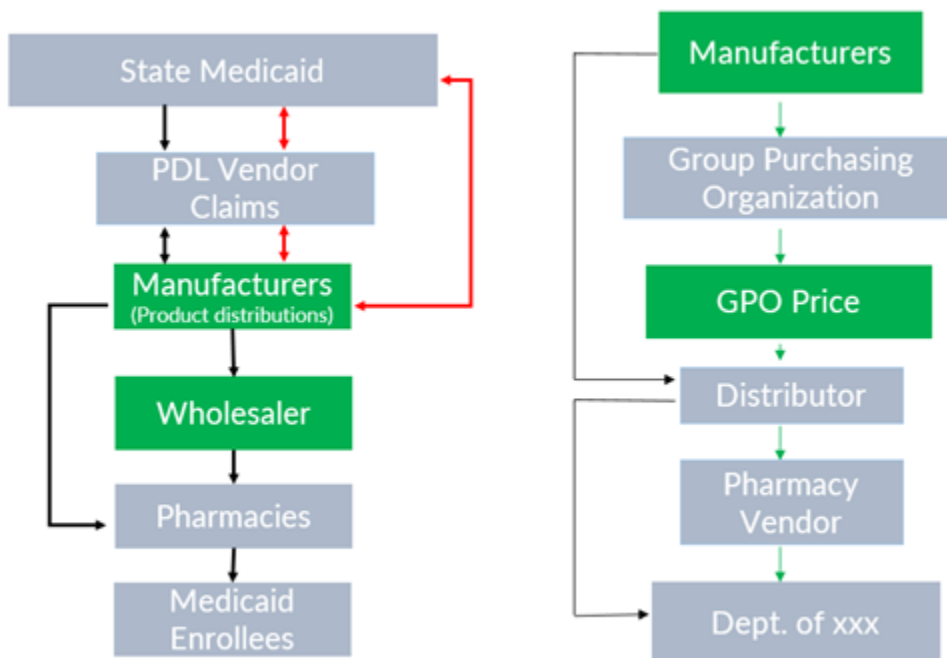 State Medicaid
PDL Vendor
Claims
Manufacturers
(Product distributions)
Wholesaler
Pharmacies
Medicaid
Enrollees
Manufacturers
Group Purchasing
Organization
GPO Price
Distributor
Pharmacy
Vendor
Dept. of xxx